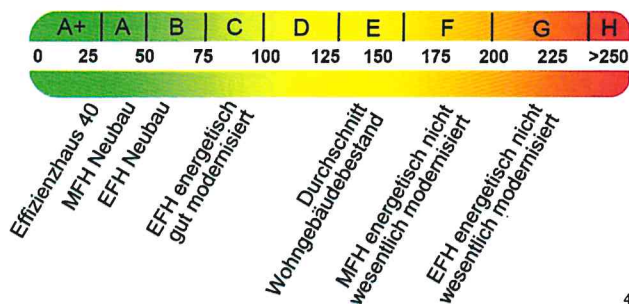 A+ A B C D E F G H
0 25 50 75 100 125 150 175 200 225 >250
Effizienzhaus 40
MFH Neubau
EFH Neubau
EFH energetisch
gut modernisiert
Durchschnitt
Wohngebäudebestand
MFH energetisch nicht
wesentlich modernisiert
EFH energetisch nicht
wesentlich modernisiert